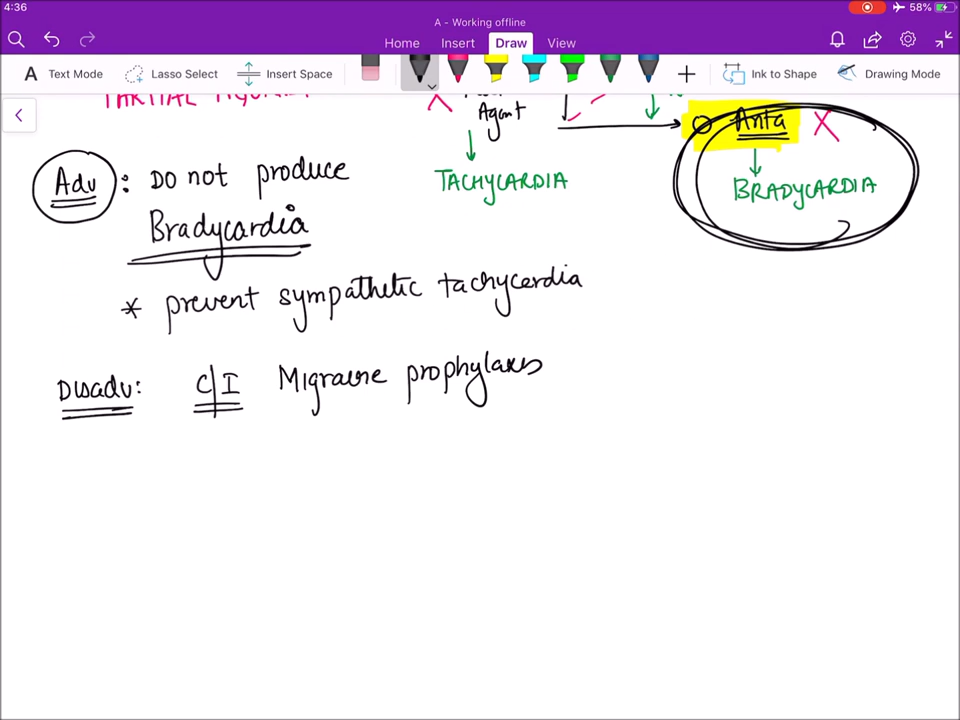 4:36
58%
A - Working offline
Home Insert Draw View
Text Mode Lasso Select Insert Space Ink to Shape Drawing Mode
PARTIAL
Agent
Anta
X
TACHYCARDIA
BRADYCARDIA
Adv : Do not produce
Bradycardia
* prevent sympathetic tachycardia
Disadv: C|I Migraine prophylaxis